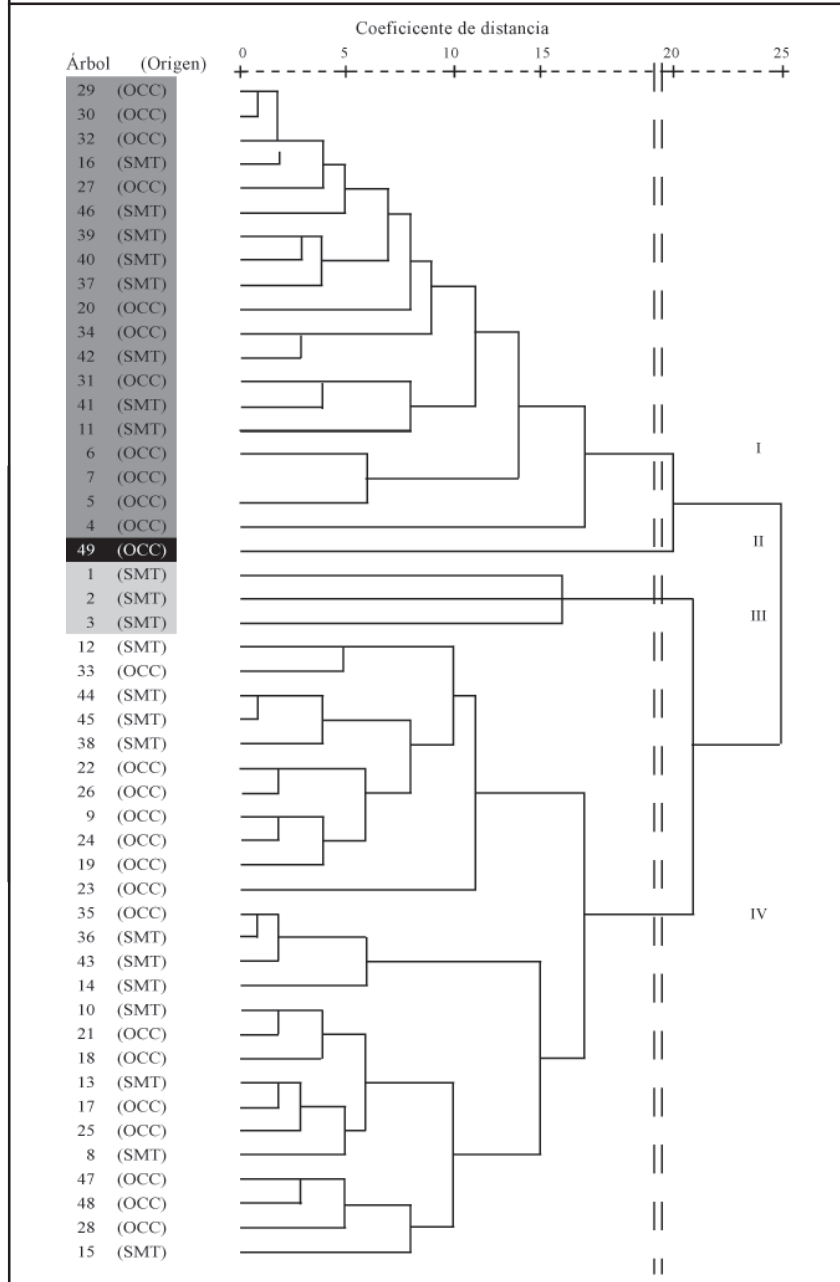 Coeficicente de distancia
0 5 10 15 20 25
Árbol (Origen)
29 (OCC)
30 (OCC)
32 (OCC)
16 (SMT)
27 (OCC)
46 (SMT)
39 (SMT)
40 (SMT)
37 (SMT)
20 (OCC)
34 (OCC)
42 (SMT)
31 (OCC)
41 (SMT)
11 (SMT)
6 (OCC)
I
7 (OCC)
5 (OCC)
4 (OCC)
49 (OCC)
II
1 (SMT)
2 (SMT)
III
3 (SMT)
12 (SMT)
33 (OCC)
44 (SMT)
45 (SMT)
38 (SMT)
22 (OCC)
26 (OCC)
9 (OCC)
24 (OCC)
19 (OCC)
23 (OCC)
35 (OCC)
IV
36 (SMT)
43 (SMT)
14 (SMT)
10 (SMT)
21 (OCC)
18 (OCC)
13 (SMT)
17 (OCC)
25 (OCC)
8 (SMT)
47 (OCC)
48 (OCC)
28 (OCC)
15 (SMT)